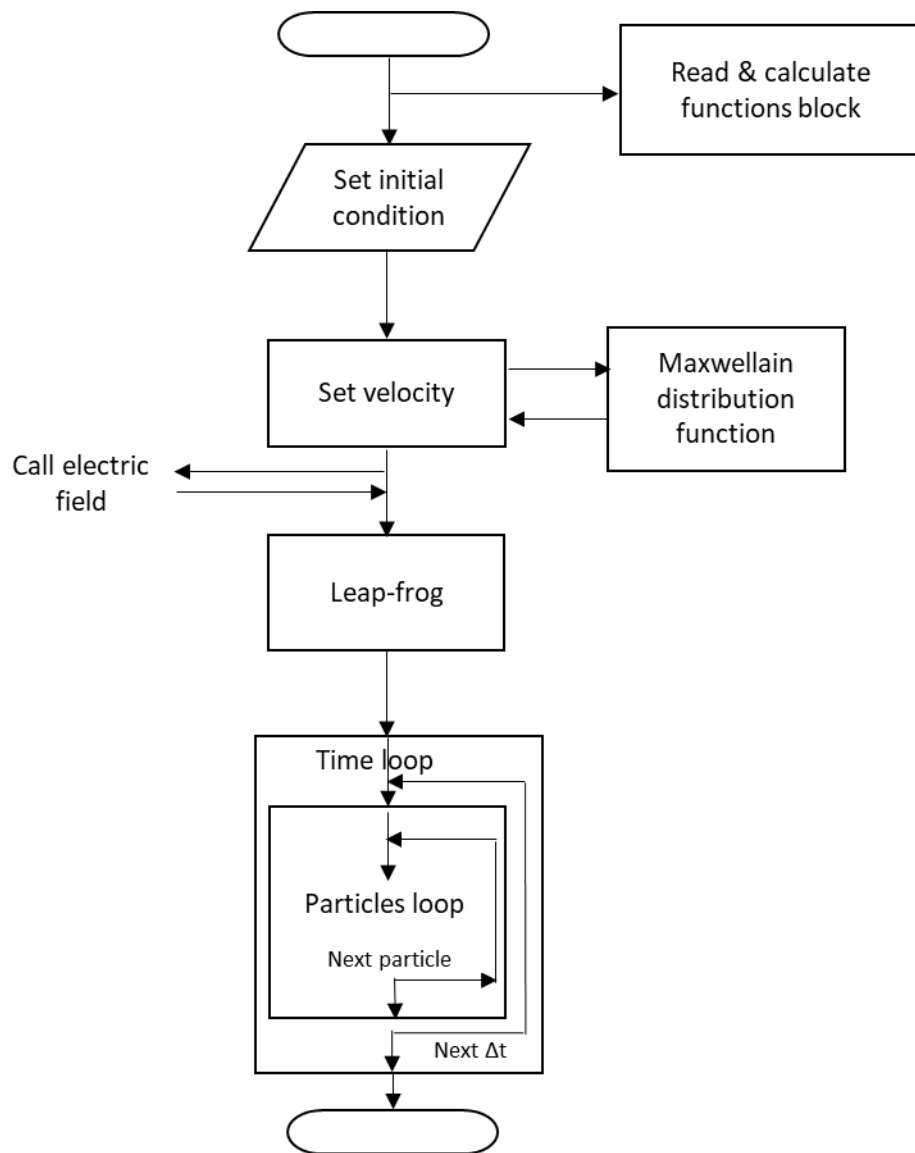 Read & calculate
functions block
Set initial
condition
Set velocity
Maxwellain
distribution
function
Call electric
field
Leap-frog
Time loop
Particles loop
Next particle
Next Δt